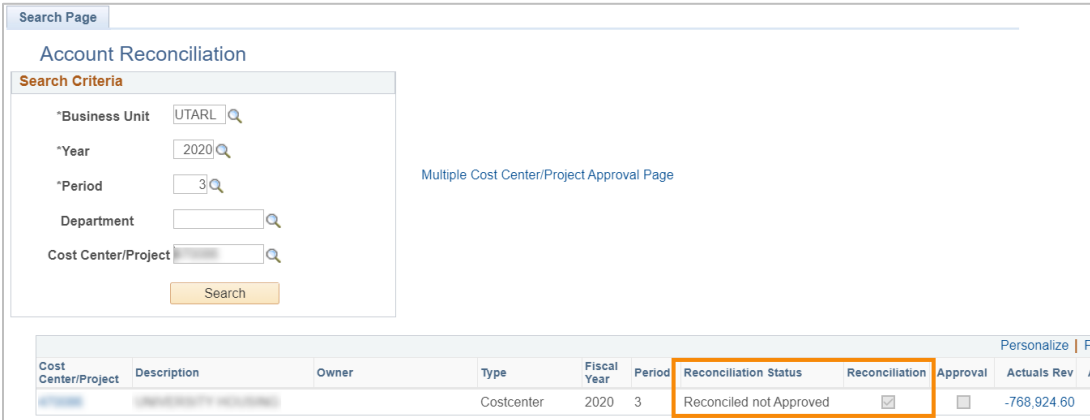 Search Page
Account Reconciliation
Search Criteria
*Business Unit UTARL
*Year 2020
*Period 3
Multiple Cost Center/Project Approval Page
Department
Cost Center/Project
Search
Personalize |
Cost Center/Project Description Owner Type Fiscal Year Period Reconciliation Status Reconciliation Approval Actuals Rev
UNIVERSITY HOUSING Costcenter 2020 3 Reconciled not Approved -768,924.60